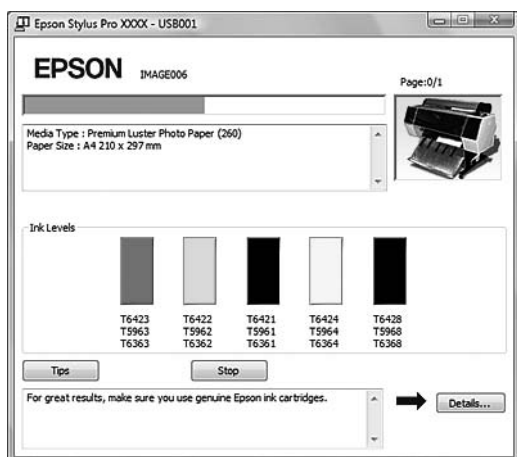 Epson Stylus Pro XXXX - USB001
EPSON IMAGE006
Page:0/1
Media Type : Premium Luster Photo Paper (260)
Paper Size : A4 210 x 297 mm
Ink Levels
T6423 T6422 T6421 T6424 T6428
T5963 T5962 T5961 T5964 T5968
T6363 T6362 T6361 T6364 T6368
Tips Stop
For great results, make sure you use genuine Epson ink cartridges.
Details...